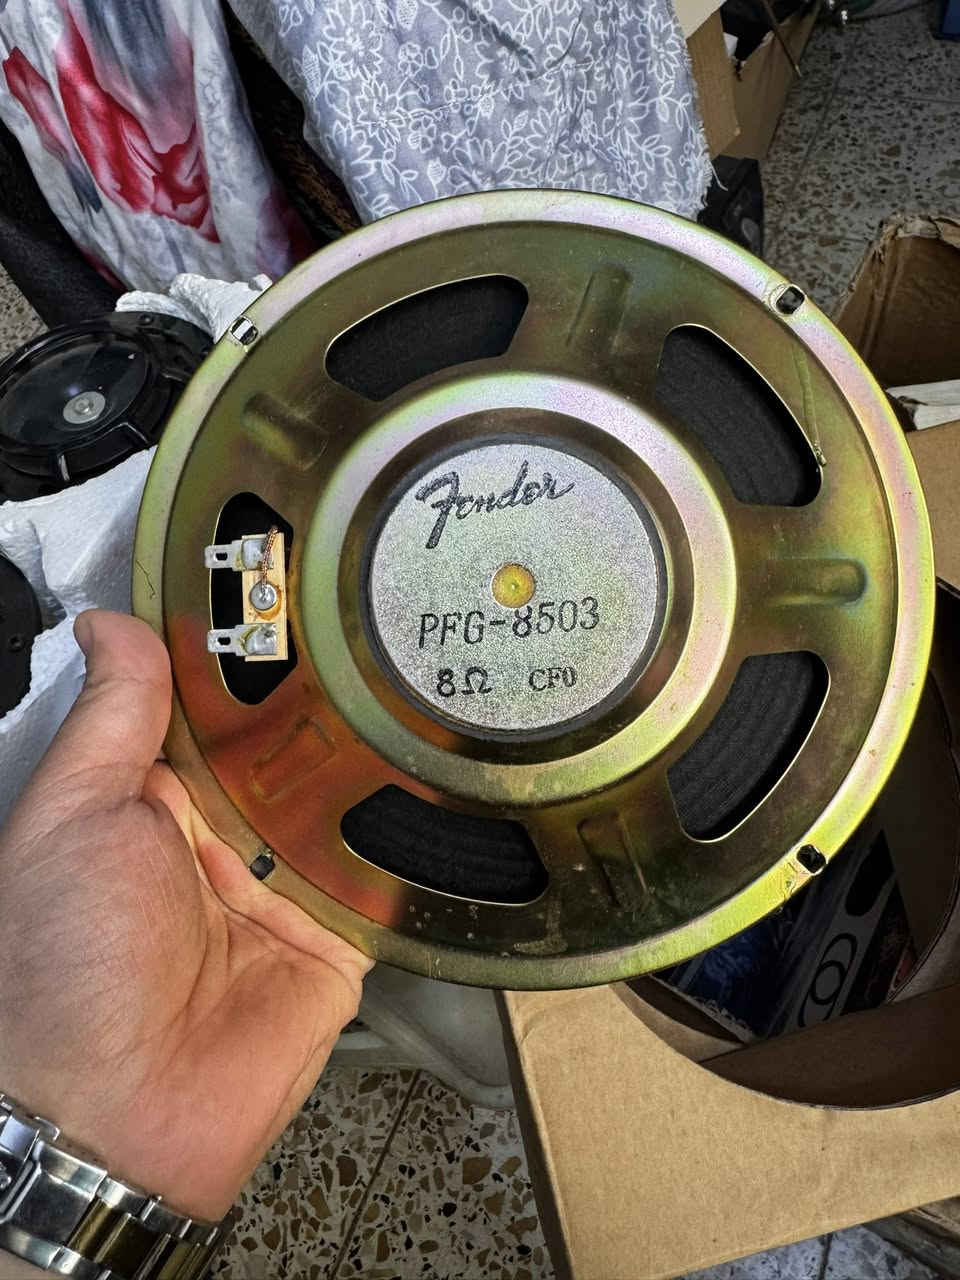 Fender
PFG-8503
8Ω CF0